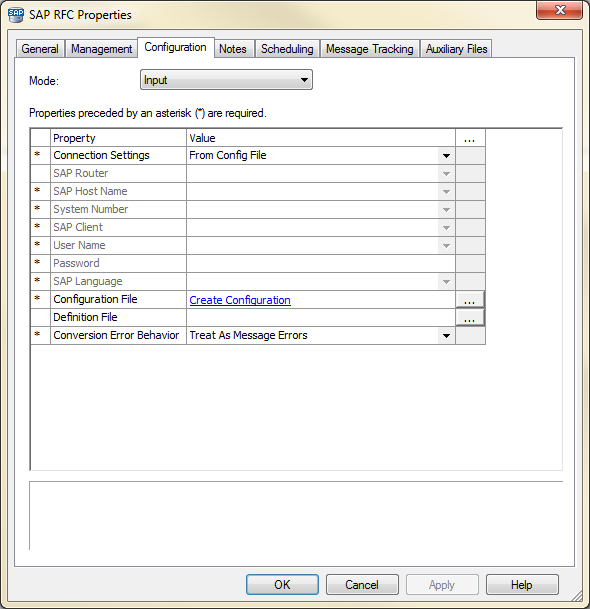 SAP SAP RFC Properties
General Management Configuration Notes Scheduling Message Tracking Auxiliary Files
Mode: Input
Properties preceded by an asterisk (*) are required.
Property Value ...
* Connection Settings From Config File
SAP Router
* SAP Host Name
* System Number
* SAP Client
* User Name
* Password
* SAP Language
* Configuration File Create Configuration ...
Definition File ...
* Conversion Error Behavior Treat As Message Errors
OK Cancel Apply Help